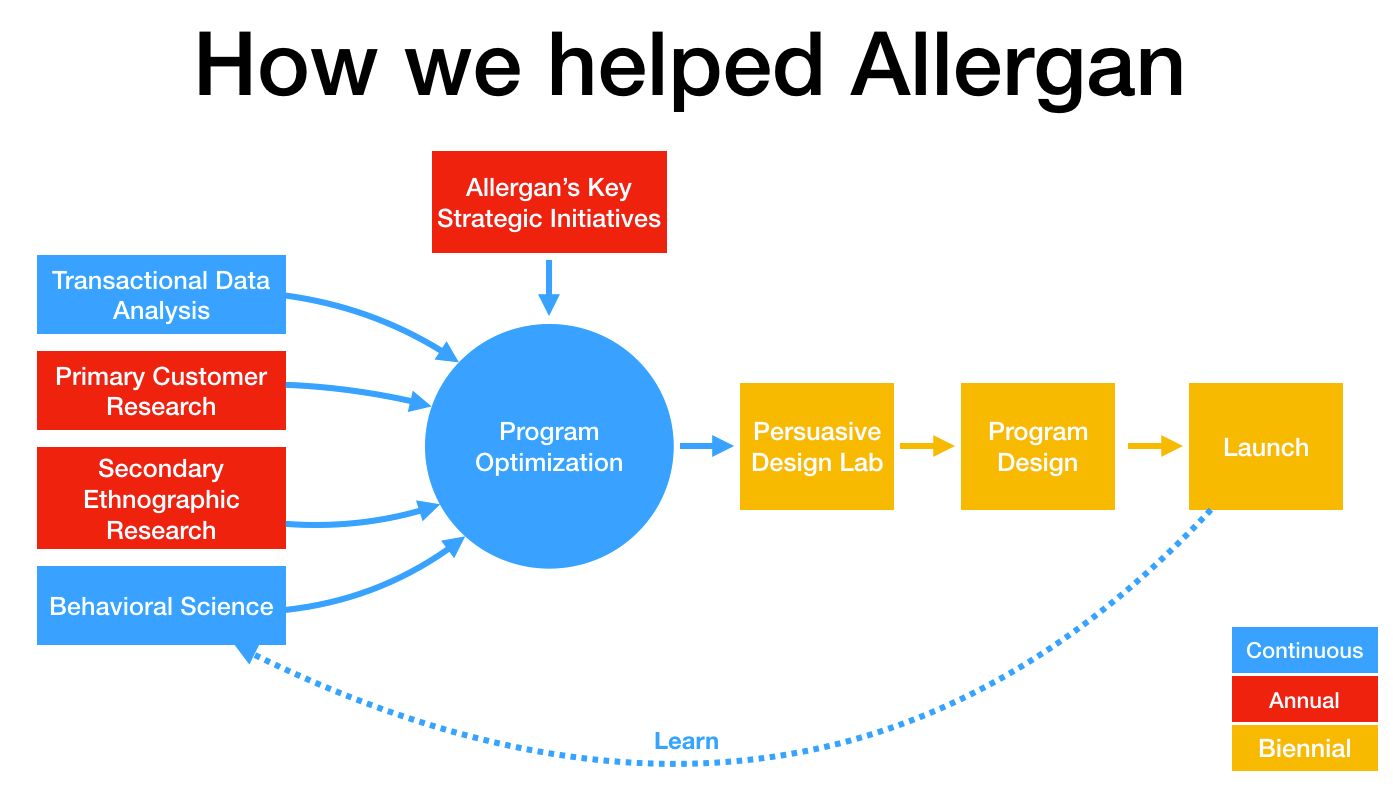 How we helped Allergan
Allergan’s Key
Strategic Initiatives
Transactional Data
Analysis
Primary Customer
Research
Secondary
Ethnographic
Research
Behavioral Science
Program
Optimization
Persuasive
Design Lab
Program
Design
Launch
Learn
Continuous
Annual
Biennial